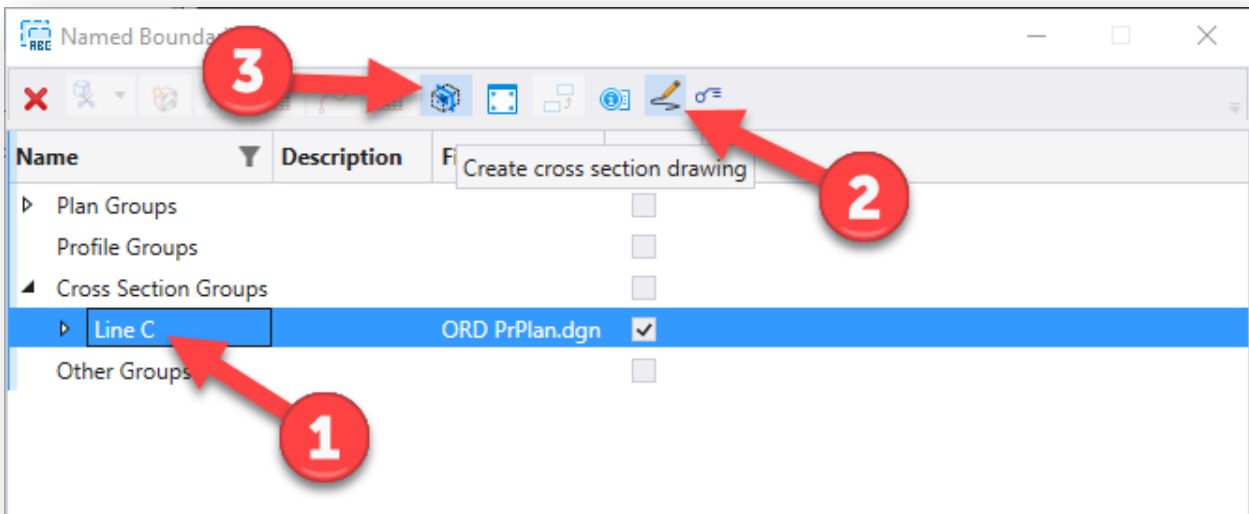 ABC Named Bounda
3
Name Description Fi
Create cross section drawing
2
Plan Groups
Profile Groups
Cross Section Groups
Line C ORD PrPlan.dgn
Other Groups
1